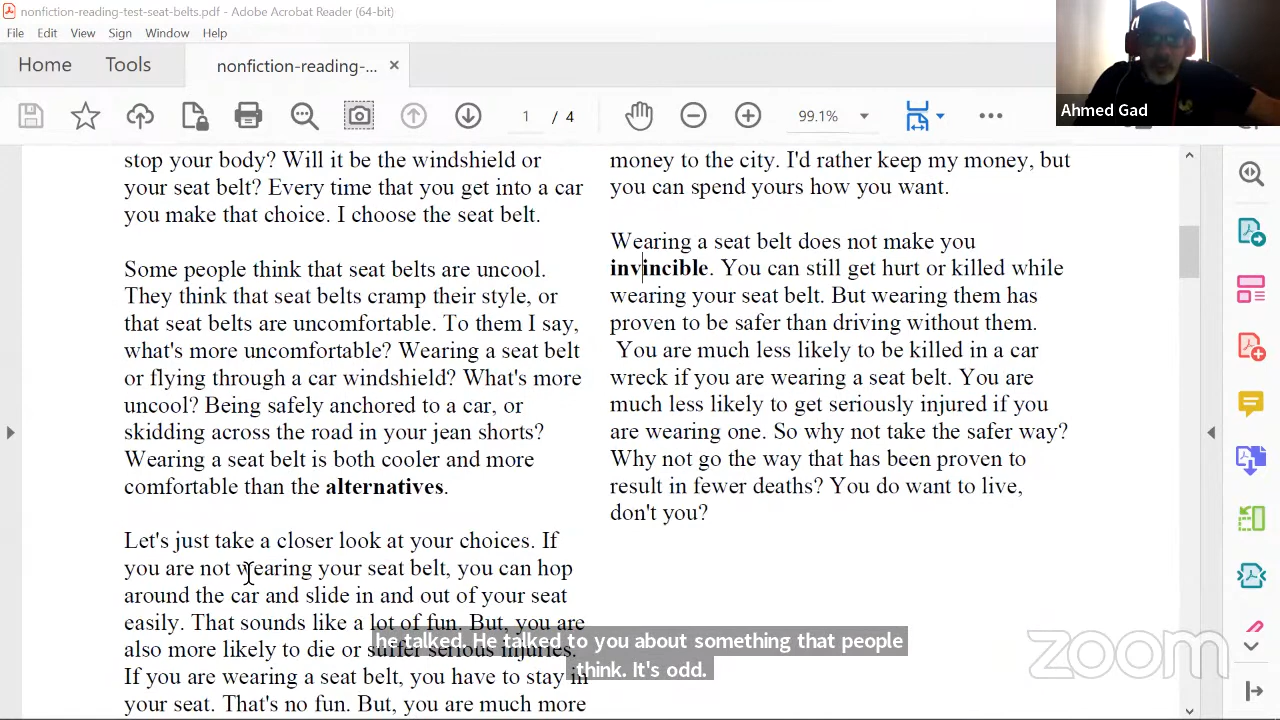 nonfiction-reading-test-seat-belts.pdf - Adobe Acrobat Reader (64-bit)
File Edit View Sign Window Help
Home Tools nonfiction-reading-... ×
1 / 4 99.1%
Ahmed Gad
stop your body? Will it be the windshield or
your seat belt? Every time that you get into a car
you make that choice. I choose the seat belt.
Some people think that seat belts are uncool.
They think that seat belts cramp their style, or
that seat belts are uncomfortable. To them I say,
what's more uncomfortable? Wearing a seat belt
or flying through a car windshield? What's more
uncool? Being safely anchored to a car, or
skidding across the road in your jean shorts?
Wearing a seat belt is both cooler and more
comfortable than the alternatives.
Let's just take a closer look at your choices. If
you are not wearing your seat belt, you can hop
around the car and slide in and out of your seat
easily. That sounds like a lot of fun. But, you are
also more likely to die or suffer serious injuries.
If you are wearing a seat belt, you have to stay in
your seat. That's no fun. But, you are much more
money to the city. I'd rather keep my money, but
you can spend yours how you want.
Wearing a seat belt does not make you
invincible. You can still get hurt or killed while
wearing your seat belt. But wearing them has
proven to be safer than driving without them.
You are much less likely to be killed in a car
wreck if you are wearing a seat belt. You are
much less likely to get seriously injured if you
are wearing one. So why not take the safer way?
Why not go the way that has been proven to
result in fewer deaths? You do want to live,
don't you?
he talked. He talked to you about something that people
think. It's odd.
zoom